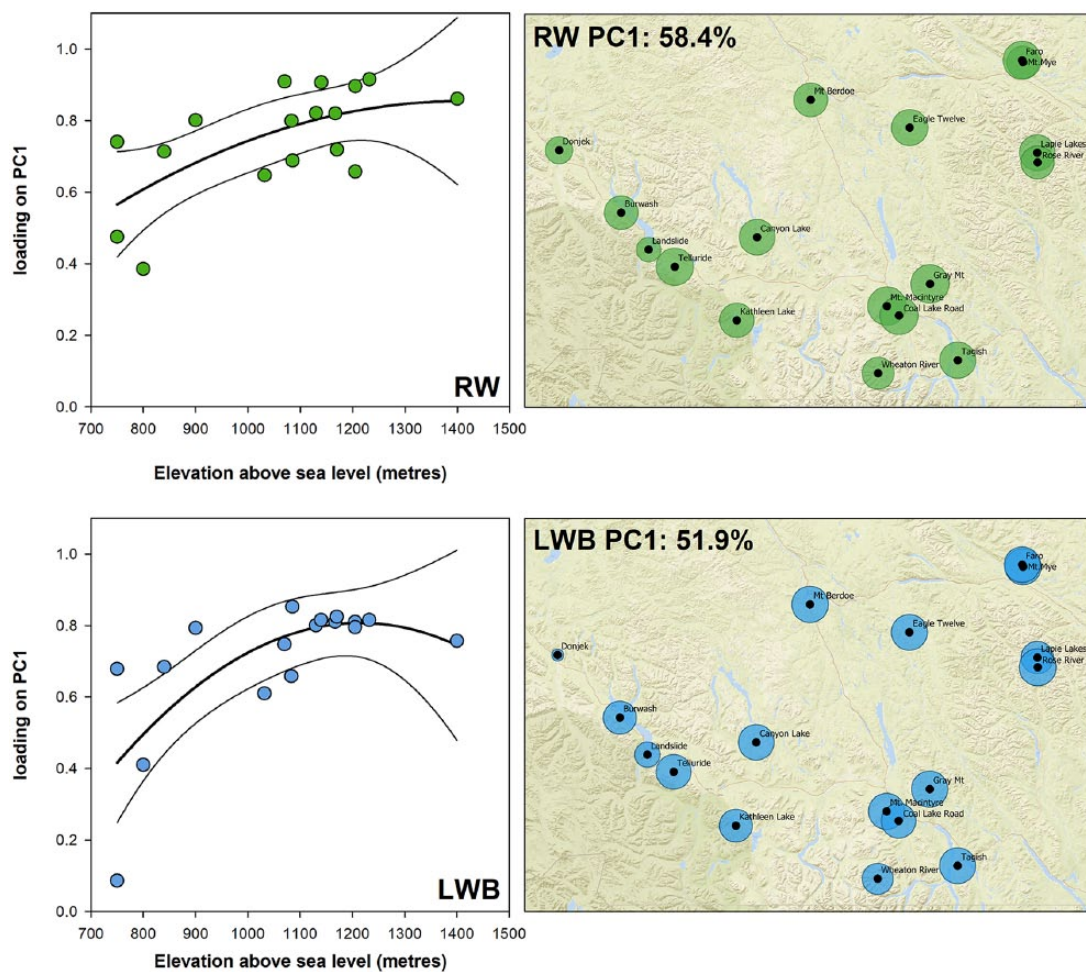 1.0
0.8
0.6
0.4
0.2
0.0
loading on PC1
RW
700 800 900 1000 1100 1200 1300 1400 1500
Elevation above sea level (metres)
RW PC1: 58.4%
Faro
Mt.Mye
Mt Berdoe
Eagle Twelve
Donjek
Lapie Lakes
Rose River
Burwash
Canyon Lake
Landslide
Telluride
Gray Mt
Mt. Macintyre
Coal Lake Road
Kathleen Lake
Tagish
Wheaton River
1.0
0.8
0.6
0.4
0.2
0.0
loading on PC1
LWB
700 800 900 1000 1100 1200 1300 1400 1500
Elevation above sea level (metres)
LWB PC1: 51.9%
Faro
Mt.Mye
Mt Berdoe
Eagle Twelve
Donjek
Lapie Lakes
Rose River
Burwash
Canyon Lake
Landslide
Telluride
Gray Mt
Mt. Macintyre
Coal Lake Road
Kathleen Lake
Tagish
Wheaton River